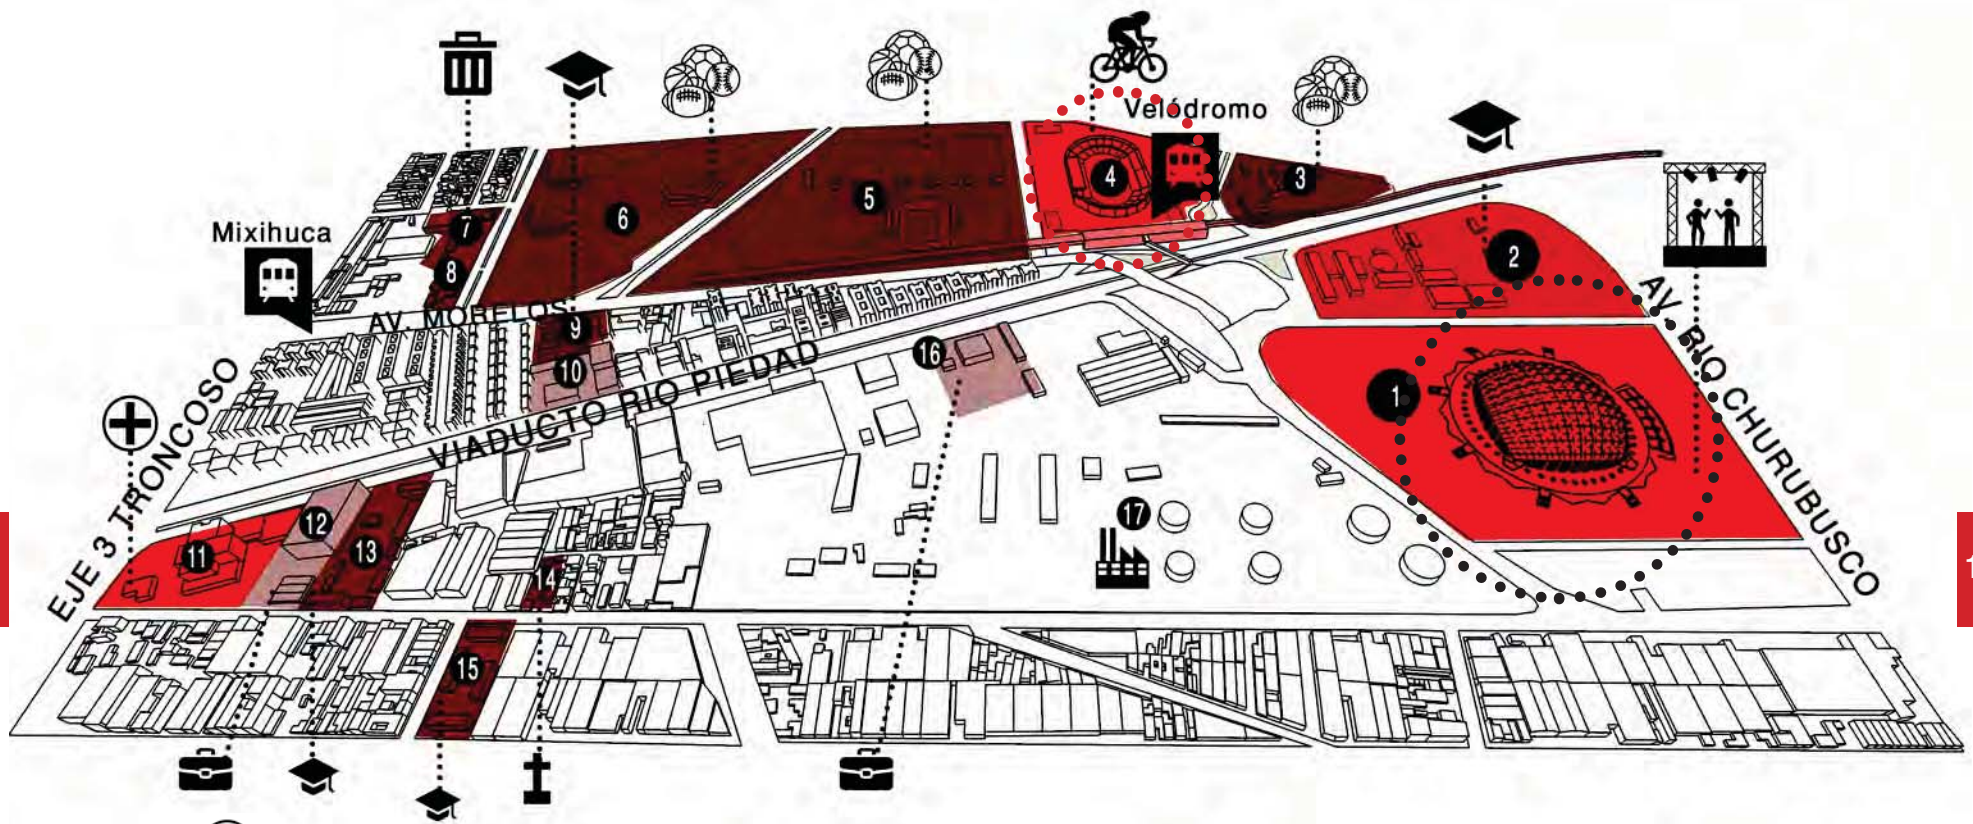 Velódromo
4
3
5
6
7
2
Mixihuca
8
AV. MORELOS
9
10
16
1
AV. RIO CHURUBUSCO
VIADUCTO RIO PIEDAD
EJE 3 TRONCOSO
12
11
13
17
14
15